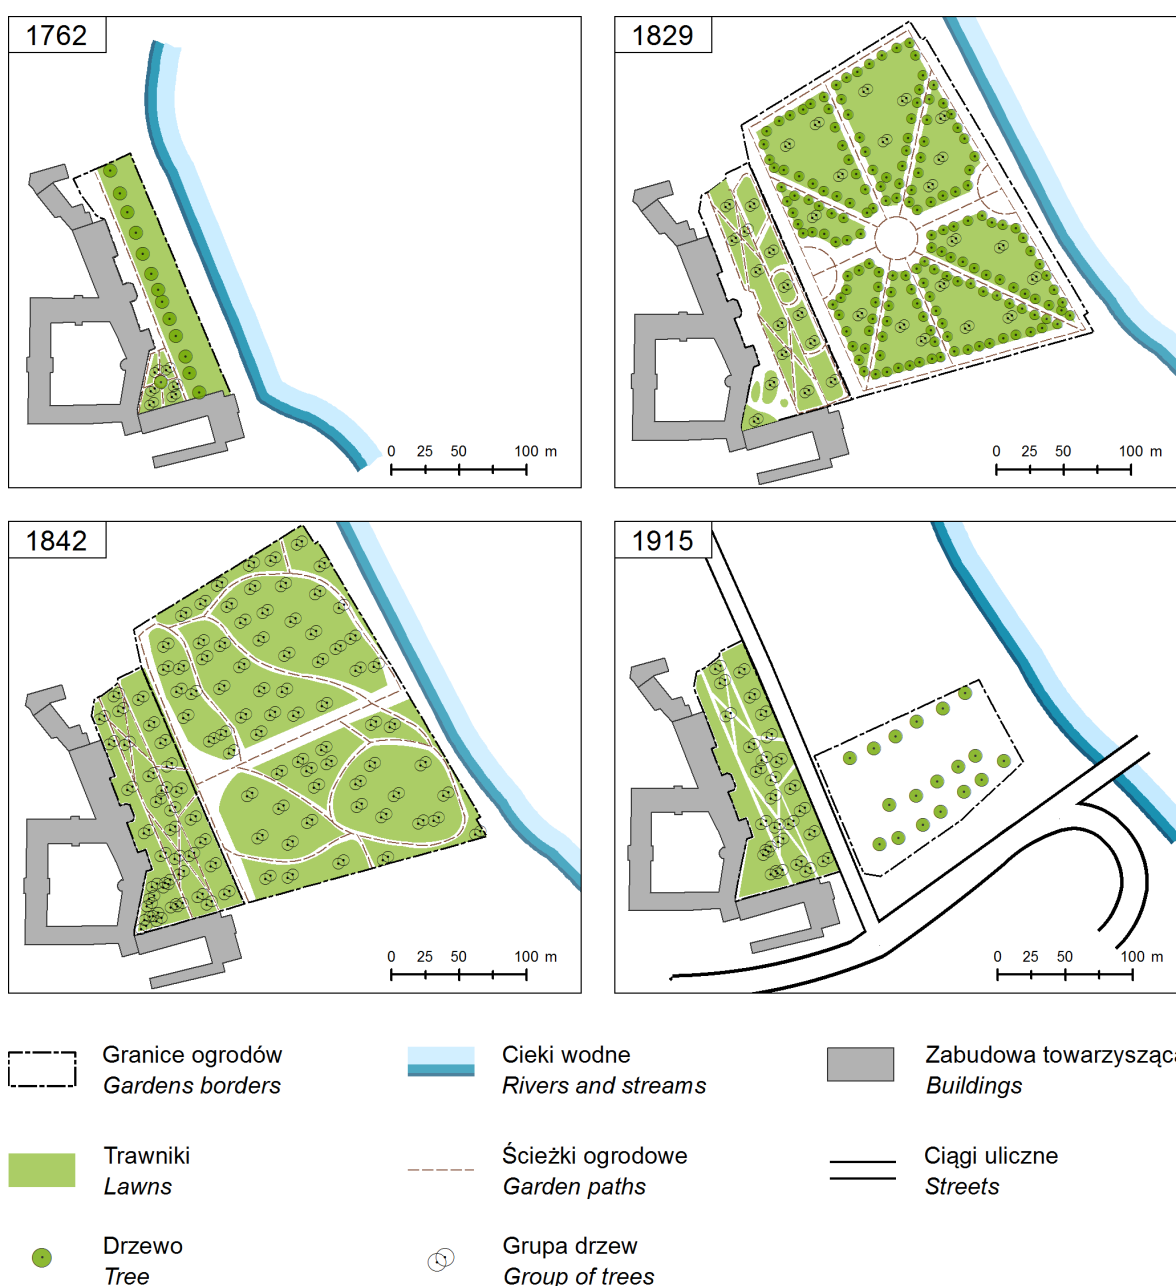 1762
0 25 50 100 m
1829
0 25 50 100 m
1842
0 25 50 100 m
1915
0 25 50 100 m
Granice ogrodów
Gardens borders
Cieki wodne
Rivers and streams
Zabudowa towarzysząca
Buildings
Trawniki
Lawns
Ścieżki ogrodowe
Garden paths
Ciągi uliczne
Streets
Drzewo
Tree
Grupa drzew
Group of trees